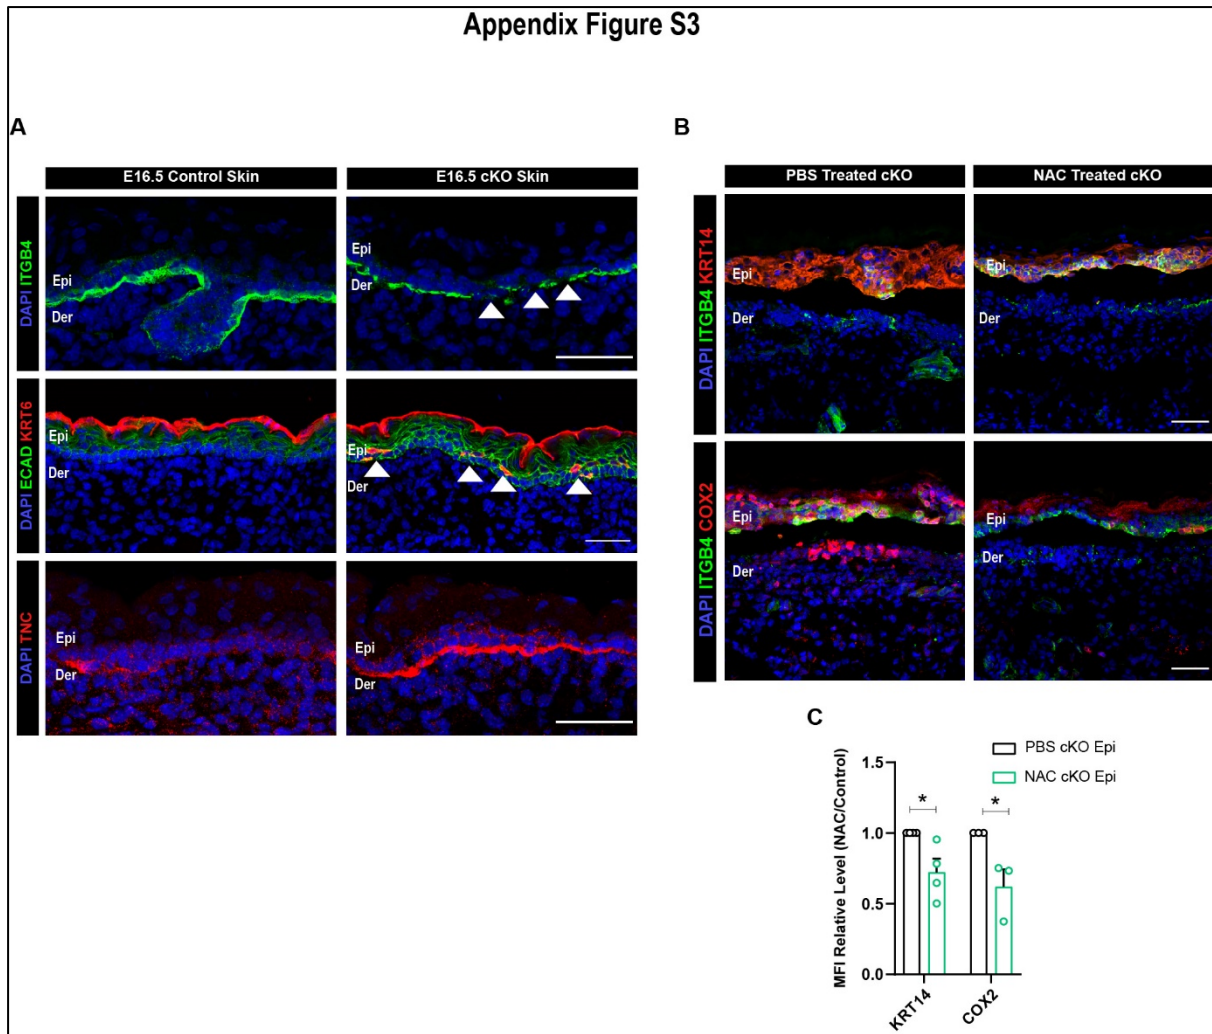 Appendix Figure S3
A
E16.5 Control Skin
E16.5 cKO Skin
DAPI ITGB4
Epi
Der
Epi
Der
DAPI ECAD KRT6
Epi
Der
Epi
Der
DAPI TNC
Epi
Der
Epi
Der
B
PBS Treated cKO
NAC Treated cKO
DAPI ITGB4 KRT14
Epi
Der
Epi
Der
DAPI ITGB4 COX2
Epi
Der
Epi
Der
C
PBS cKO Epi
NAC cKO Epi
MFI Relative Level (NAC/Control)
1.5
1.0
0.5
0.0
*
*
KRT14
COX2